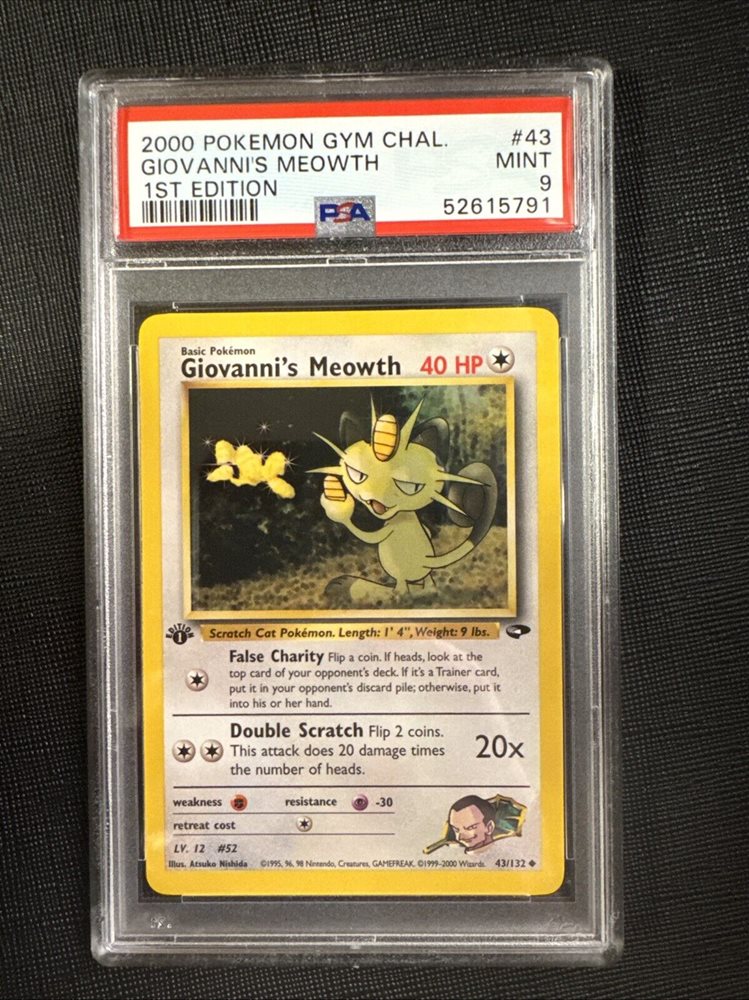 2000 POKEMON GYM CHAL. #43
GIOVANNI'S MEOWTH MINT
1ST EDITION 9
PSA 52615791
Basic Pokémon
Giovanni's Meowth 40 HP
EDITION 1
Scratch Cat Pokémon. Length: 1' 4", Weight: 9 lbs.
False Charity Flip a coin. If heads, look at the
top card of your opponent's deck. If it's a Trainer card,
put it in your opponent's discard pile; otherwise, put it
into his or her hand.
Double Scratch Flip 2 coins.
This attack does 20 damage times
the number of heads.
20x
weakness resistance -30
retreat cost
LV. 12 #52
Illus. Atsuko Nishida ©1995, 96, 98 Nintendo, Creatures, GAMEFREAK. ©1999-2000 Wizards. 43/132